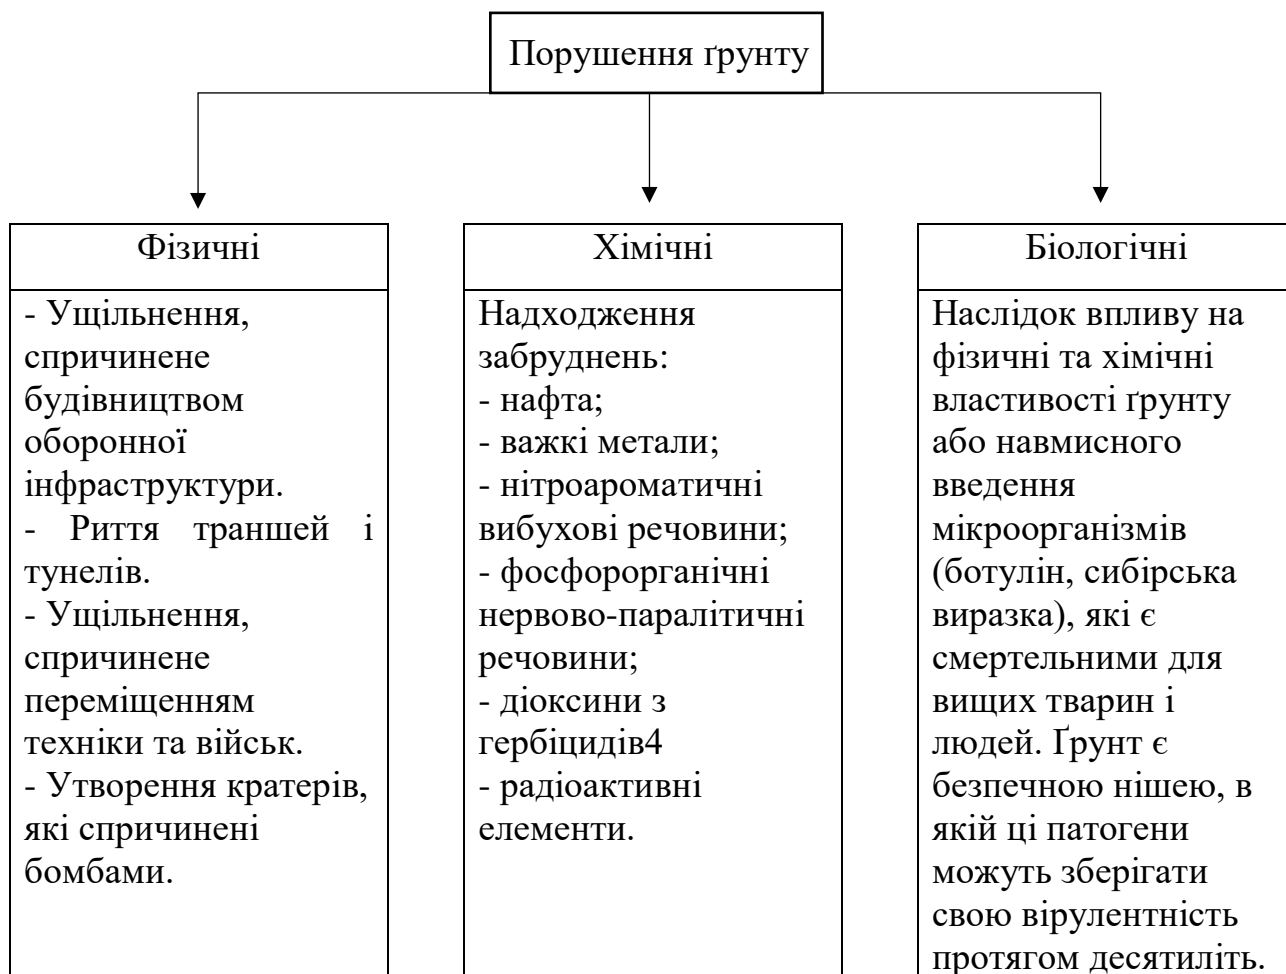 Порушення ґрунту
Фізичні
- Ущільнення,
спричинене
будівництвом
оборонної
інфраструктури.
- Риття траншей і
тунелів.
- Ущільнення,
спричинене
переміщенням
техніки та військ.
- Утворення кратерів,
які спричинені
бомбами.
Хімічні
Надходження
забруднень:
- нафта;
- важкі метали;
- нітроароматичні
вибухові речовини;
- фосфорорганічні
нервово-паралітичні
речовини;
- діоксини з
гербіцидів4
- радіоактивні
елементи.
Біологічні
Наслідок впливу на
фізичні та хімічні
властивості ґрунту
або навмисного
введення
мікроорганізмів
(ботулін, сибірська
виразка), які є
смертельними для
вищих тварин і
людей. Ґрунт є
безпечною нішею, в
якій ці патогени
можуть зберігати
свою вірулентність
протягом десятиліть.